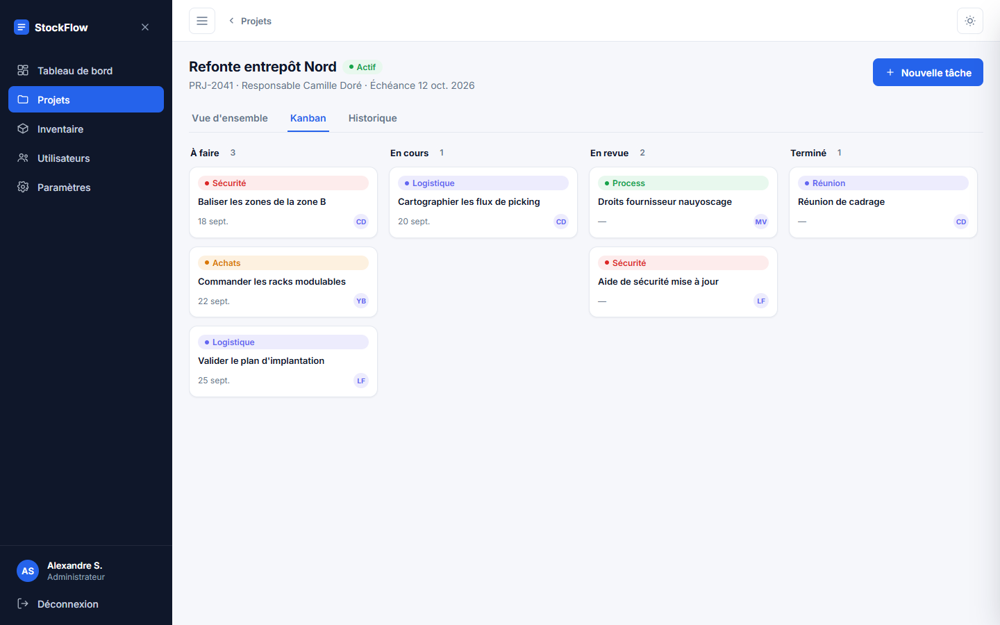 StockFlow
Tableau de bord
Projets
Inventaire
Utilisateurs
Paramètres
Alexandre S.
AS
Administrateur
Déconnexion
Projets
Refonte entrepôt Nord
Actif
PRJ-2041 · Responsable Camille Doré · Échéance 12 oct. 2026
Nouvelle tâche
Vue d'ensemble
Kanban
Historique
À faire 3
Sécurité
Baliser les zones de la zone B
18 sept.
CD
Achats
Commander les racks modulables
22 sept.
YB
Logistique
Valider le plan d'implantation
25 sept.
LF
En cours 1
Logistique
Cartographier les flux de picking
20 sept.
CD
En revue 2
Process
Droits fournisseur nauyoscage
—
MV
Sécurité
Aide de sécurité mise à jour
—
LF
Terminé 1
Réunion
Réunion de cadrage
—
CD